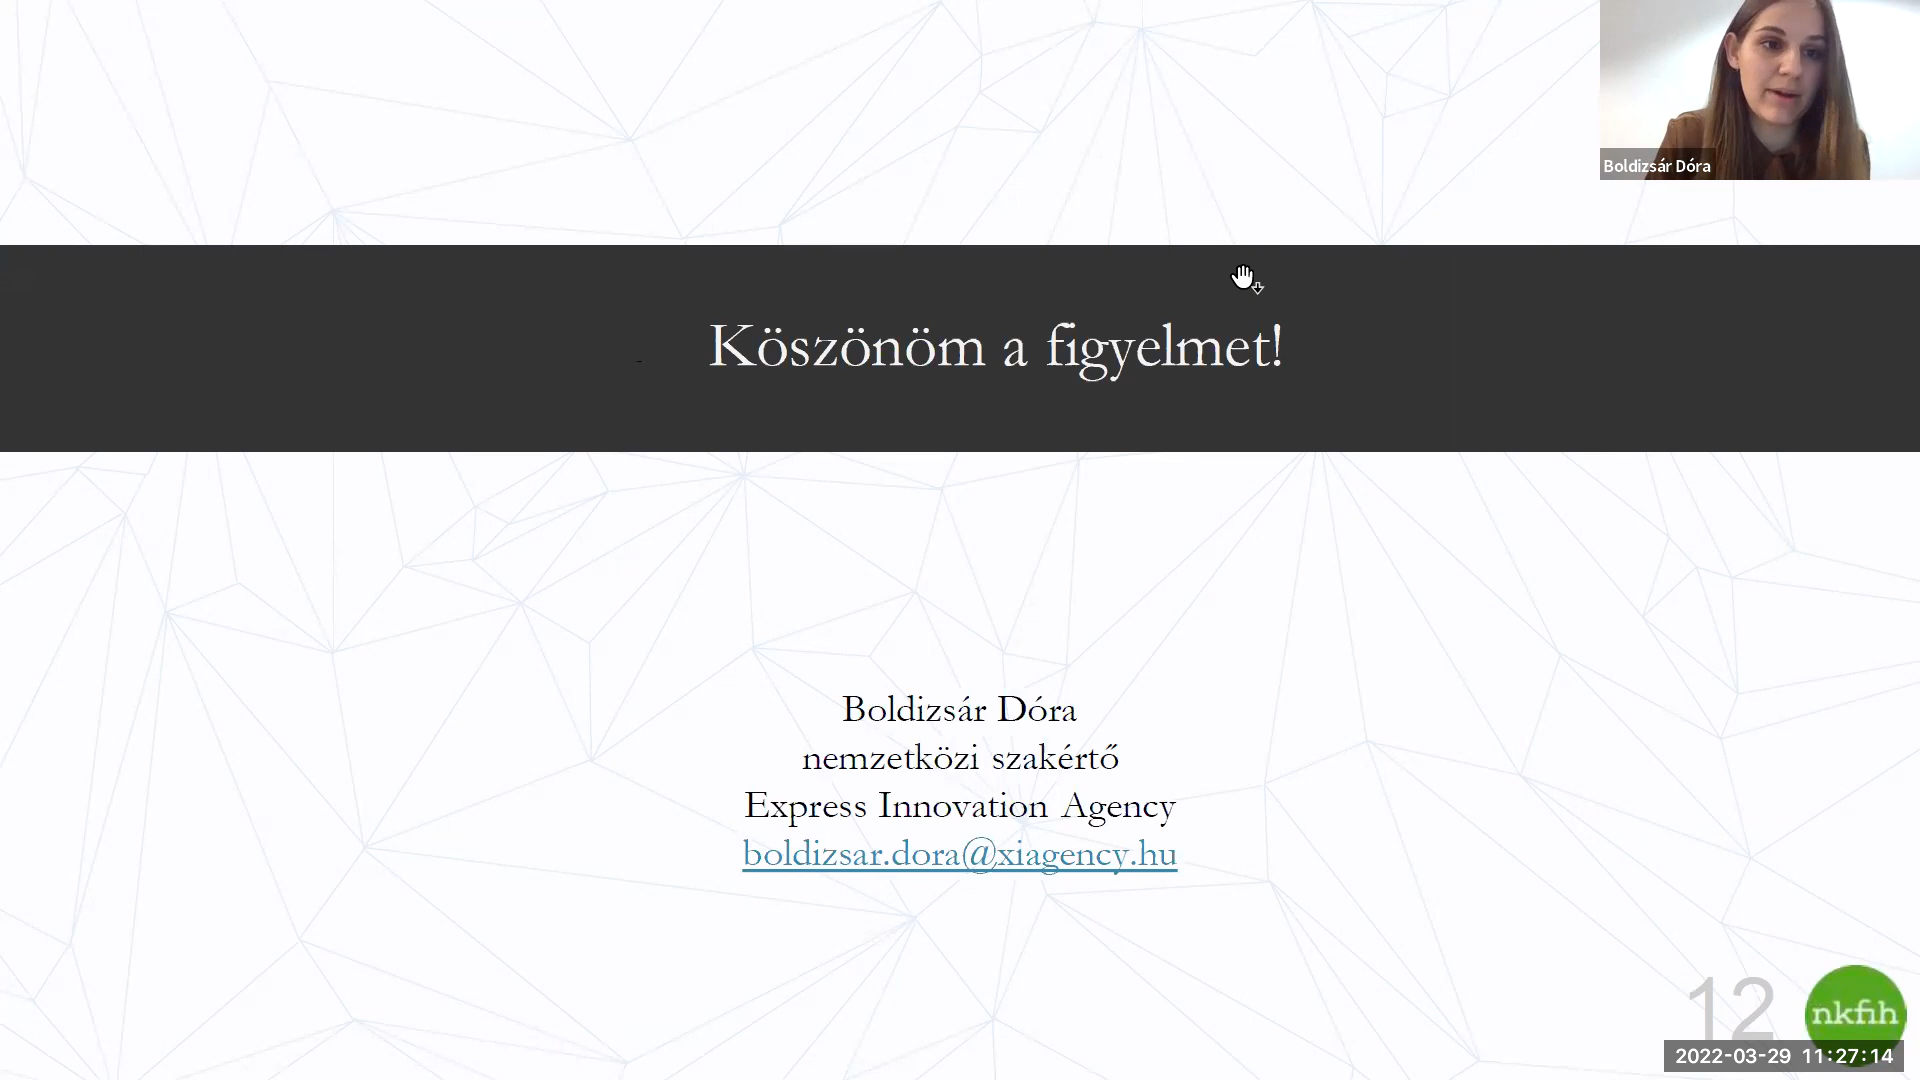 Boldizsár Dóra
Köszönöm a figyelmet!
Boldizsár Dóra
nemzetközi szakértő
Express Innovation Agency
boldizsar.dora@xiagency.hu
12
nkfih
2022-03-29 11:27:14